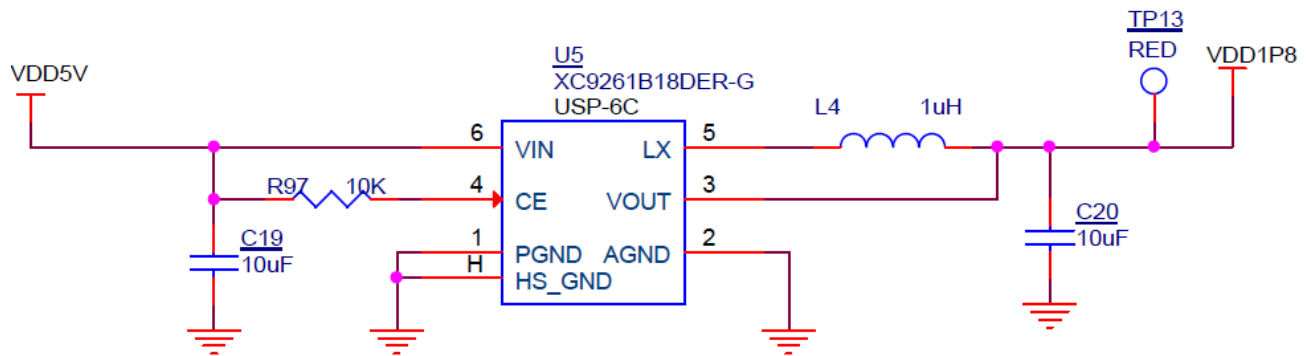 TP13
RED
VDD5V
U5
XC9261B18DER-G
USP-6C
VDD1P8
L4 1uH
6 VIN LX 5
R97 10K 4 CE VOUT 3
C19
10uF
1 PGND AGND 2
H HS_GND
C20
10uF